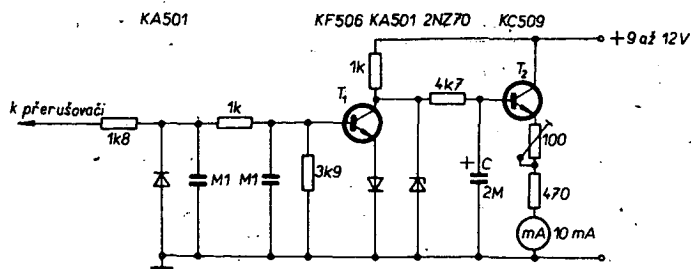 KA501 KF506 KA501 2NZ70 KC509
+9 až 12V
1k
T1
4k7
T2
k přerušovači
1k8
1k
100
M1
M1
3k9
+ C
2M
470
mA 10 mA